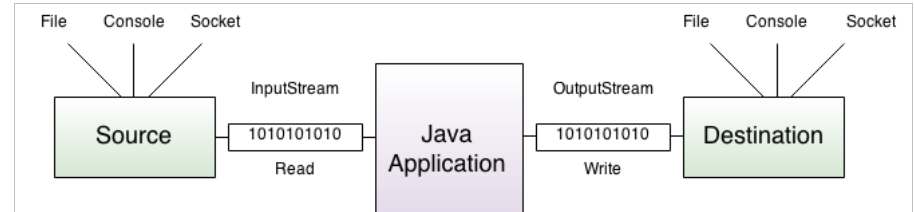 File Console Socket
File Console Socket
InputStream
OutputStream
Source
1010101010
Java
Application
1010101010
Destination
Read
Write